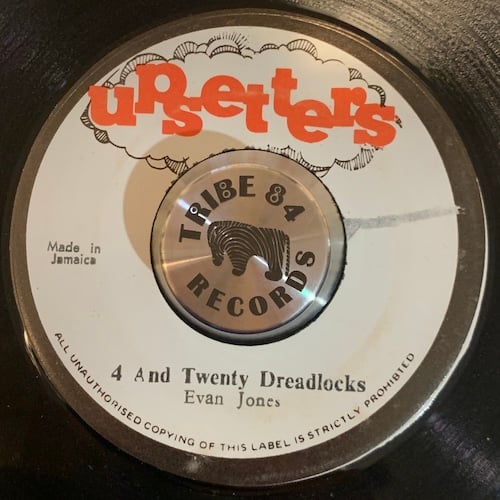 upsetters
TRIBE 84
RECORDS
Made in
Jamaica
4 And Twenty Dreadlocks
Evan Jones
ALL UNAUTHORISED COPYING OF THIS LABEL IS STRICTLY PROHIBITED